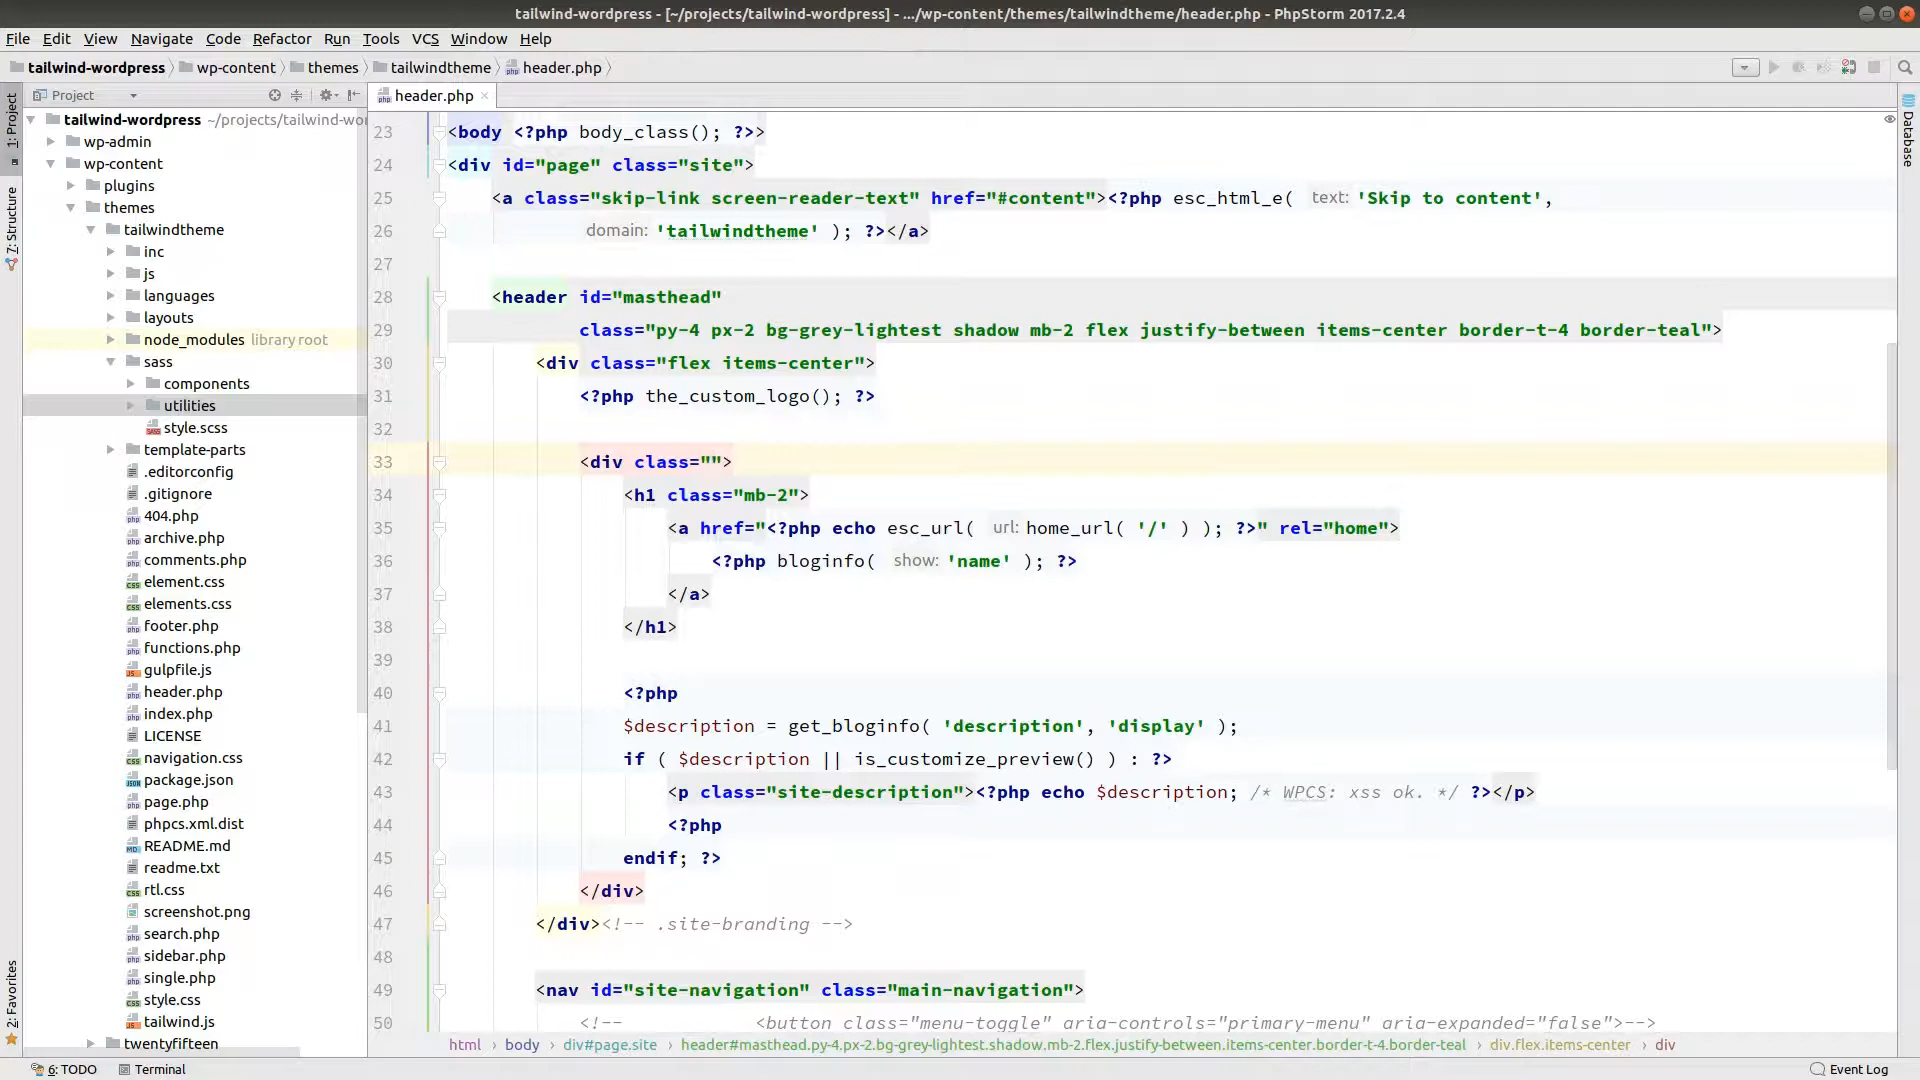 tailwind-wordpress - [~/projects/tailwind-wordpress] - .../wp-content/themes/tailwindtheme/header.php - PhpStorm 2017.2.4
File Edit View Navigate Code Refactor Run Tools VCS Window Help
tailwind-wordpress wp-content themes tailwindtheme header.php
Project
header.php
1: Project
7: Structure
2: Favorites
Database
tailwind-wordpress ~/projects/tailwind-wor
wp-admin
wp-content
plugins
themes
tailwindtheme
inc
js
languages
layouts
node_modules library root
sass
components
utilities
style.scss
template-parts
.editorconfig
.gitignore
404.php
archive.php
comments.php
element.css
elements.css
footer.php
functions.php
gulpfile.js
header.php
index.php
LICENSE
navigation.css
package.json
page.php
phpcs.xml.dist
README.md
readme.txt
rtl.css
screenshot.png
search.php
sidebar.php
single.php
style.css
tailwind.js
twentyfifteen
23 <body <?php body_class(); ?>>
24 <div id="page" class="site">
25 <a class="skip-link screen-reader-text" href="#content"><?php esc_html_e( text: 'Skip to content',
26 domain: 'tailwindtheme' ); ?></a>
27
28 <header id="masthead"
29 class="py-4 px-2 bg-grey-lightest shadow mb-2 flex justify-between items-center border-t-4 border-teal">
30 <div class="flex items-center">
31 <?php the_custom_logo(); ?>
32
33 <div class="">
34 <h1 class="mb-2">
35 <a href="<?php echo esc_url( url: home_url( '/' ) ); ?>" rel="home">
36 <?php bloginfo( show: 'name' ); ?>
37 </a>
38 </h1>
39
40 <?php
41 $description = get_bloginfo( 'description', 'display' );
42 if ( $description || is_customize_preview() ) : ?>
43 <p class="site-description"><?php echo $description; /* WPCS: xss ok. */ ?></p>
44 <?php
45 endif; ?>
46 </div>
47 </div><!-- .site-branding -->
48
49 <nav id="site-navigation" class="main-navigation">
50 <!-- <button class="menu-toggle" aria-controls="primary-menu" aria-expanded="false">-->
html body div#page.site header#masthead.py-4.px-2.bg-grey-lightest.shadow.mb-2.flex.justify-between.items-center.border-t-4.border-teal div.flex.items-center div
6: TODO Terminal Event Log